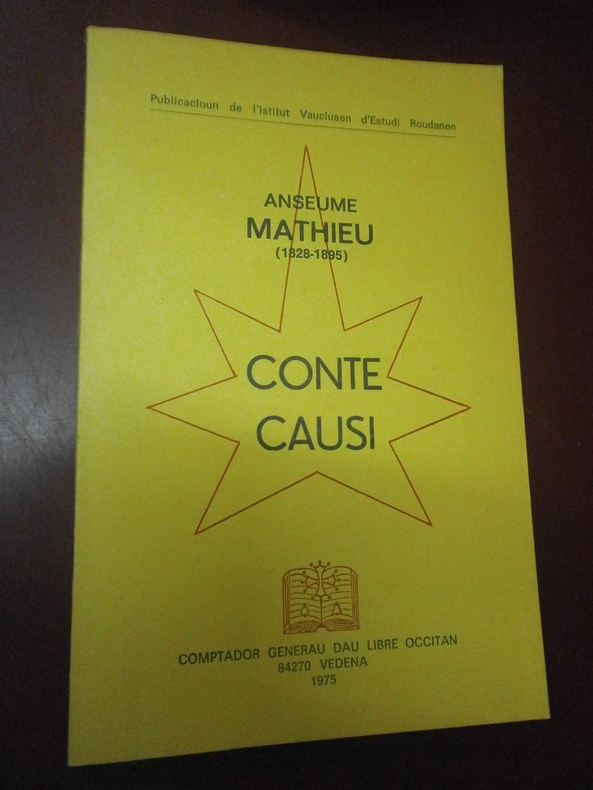 Publicacioun de l'Istitut Vauclusen d'Estudi Roudanen
ANSEUME
MATHIEU
(1828-1895)
CONTE
CAUSI
COMPTADOR GENERAU DAU LIBRE OCCITAN
84270 VEDENA
1975